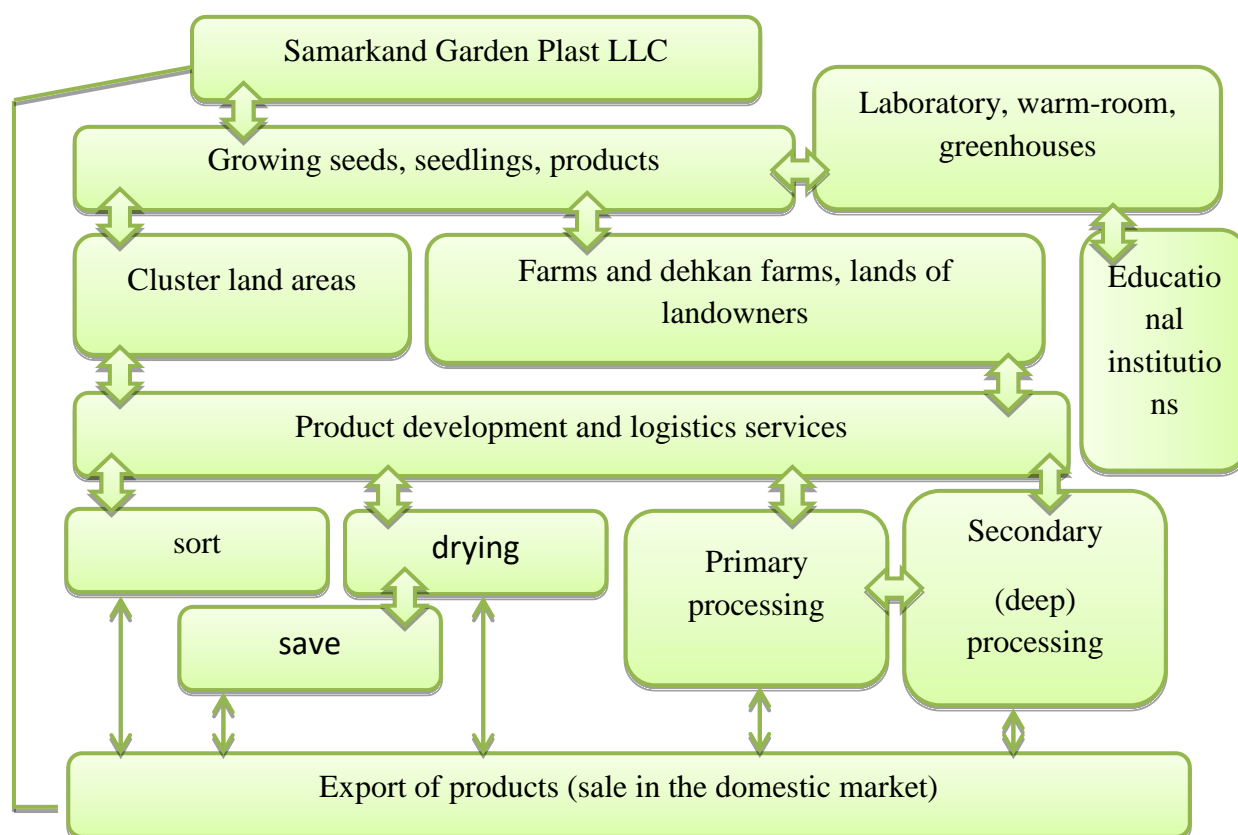 Samarkand Garden Plast LLC
Laboratory, warm-room,
greenhouses
Growing seeds, seedlings, products
Cluster land areas
Farms and dehkan farms, lands of
landowners
Educatio
nal
institutio
ns
Product development and logistics services
sort
drying
save
Primary
processing
Secondary
(deep)
processing
Export of products (sale in the domestic market)